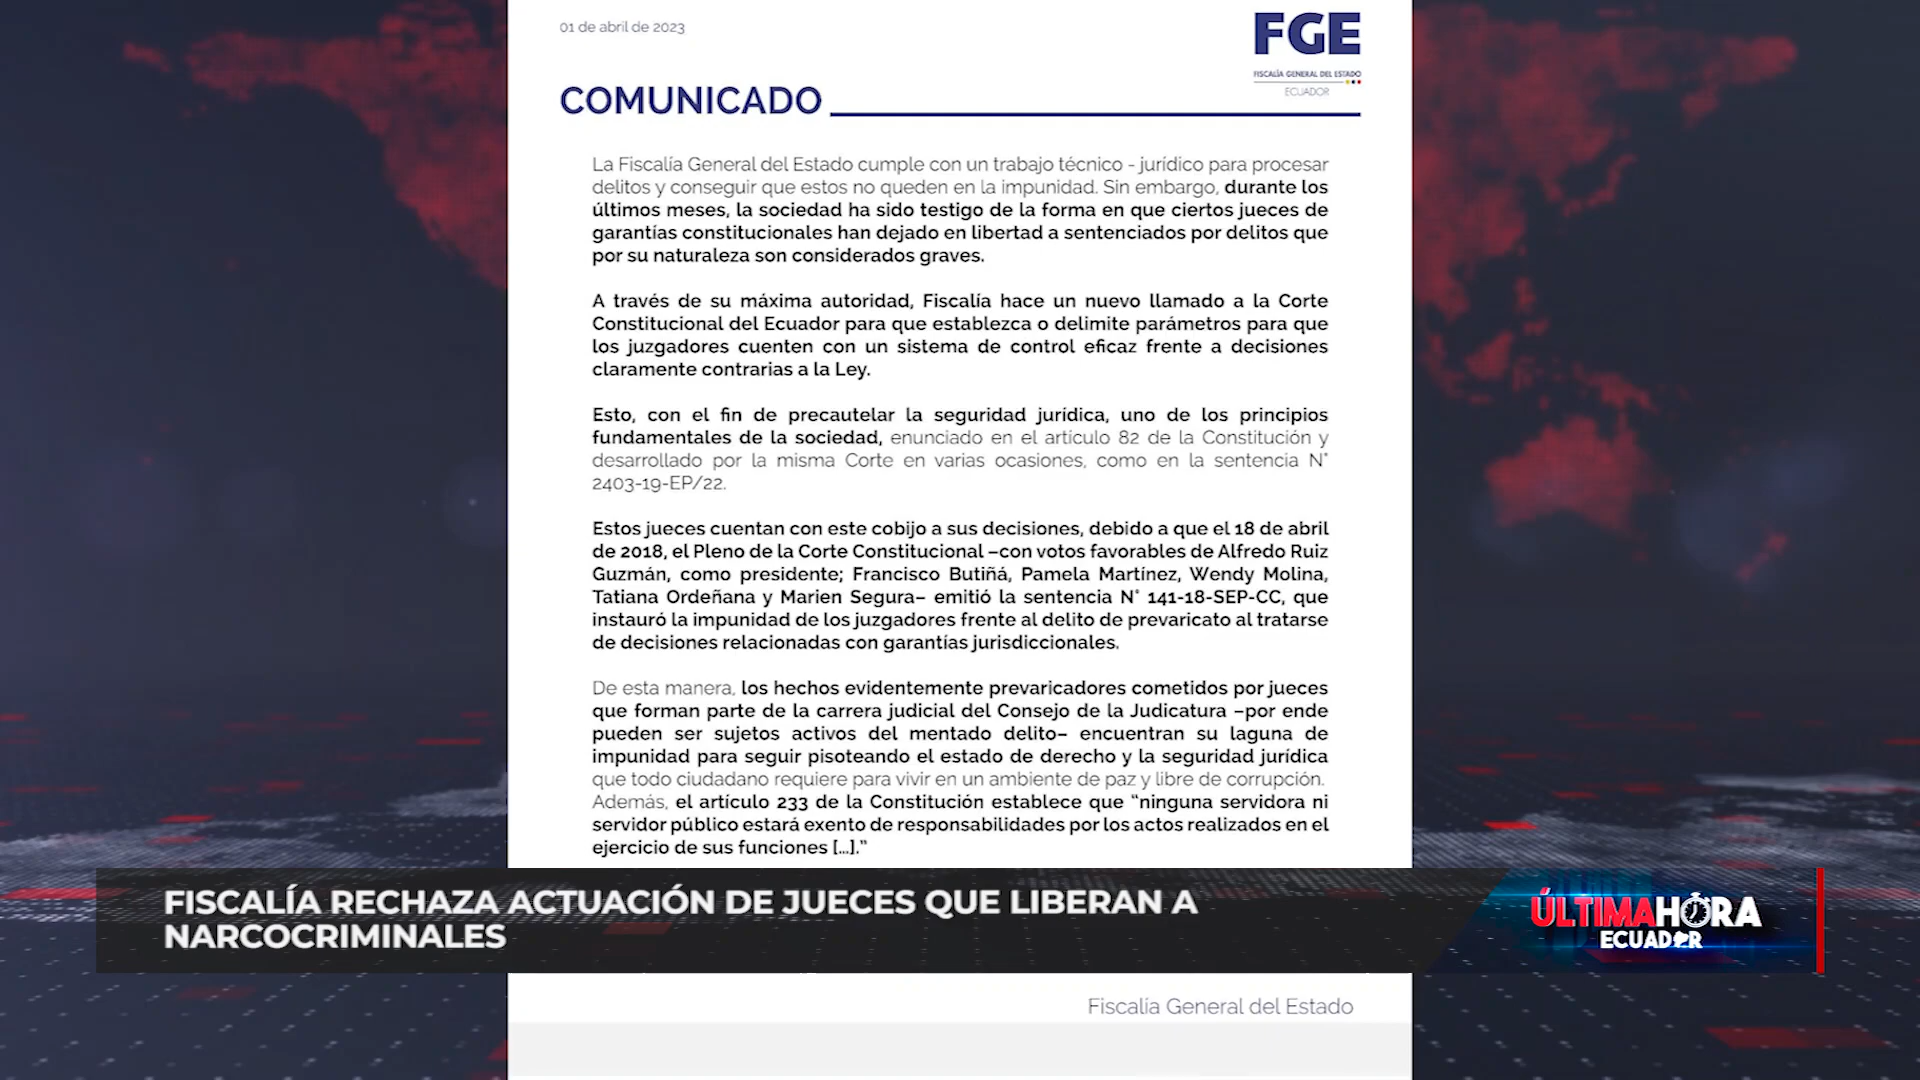 01 de abril de 2023
FGE
FISCALÍA GENERAL DEL ESTADO
ECUADOR
COMUNICADO
La Fiscalía General del Estado cumple con un trabajo técnico - jurídico para procesar
delitos y conseguir que estos no queden en la impunidad. Sin embargo, durante los
últimos meses, la sociedad ha sido testigo de la forma en que ciertos jueces de
garantías constitucionales han dejado en libertad a sentenciados por delitos que
por su naturaleza son considerados graves.
A través de su máxima autoridad, Fiscalía hace un nuevo llamado a la Corte
Constitucional del Ecuador para que establezca o delimite parámetros para que
los juzgadores cuenten con un sistema de control eficaz frente a decisiones
claramente contrarias a la Ley.
Esto, con el fin de precautelar la seguridad jurídica, uno de los principios
fundamentales de la sociedad, enunciado en el artículo 82 de la Constitución y
desarrollado por la misma Corte en varias ocasiones, como en la sentencia N°
2403-19-EP/22.
Estos jueces cuentan con este cobijo a sus decisiones, debido a que el 18 de abril
de 2018, el Pleno de la Corte Constitucional –con votos favorables de Alfredo Ruiz
Guzmán, como presidente; Francisco Butiñá, Pamela Martínez, Wendy Molina,
Tatiana Ordeñana y Marien Segura– emitió la sentencia N° 141-18-SEP-CC, que
instauró la impunidad de los juzgadores frente al delito de prevaricato al tratarse
de decisiones relacionadas con garantías jurisdiccionales.
De esta manera, los hechos evidentemente prevaricadores cometidos por jueces
que forman parte de la carrera judicial del Consejo de la Judicatura –por ende
pueden ser sujetos activos del mentado delito– encuentran su laguna de
impunidad para seguir pisoteando el estado de derecho y la seguridad jurídica
que todo ciudadano requiere para vivir en un ambiente de paz y libre de corrupción.
Además, el artículo 233 de la Constitución establece que “ninguna servidora ni
servidor público estará exento de responsabilidades por los actos realizados en el
ejercicio de sus funciones [...].”
FISCALÍA RECHAZA ACTUACIÓN DE JUECES QUE LIBERAN A
NARCOCRIMINALES
ÚLTIMAHORA
ECUADOR
Fiscalía General del Estado